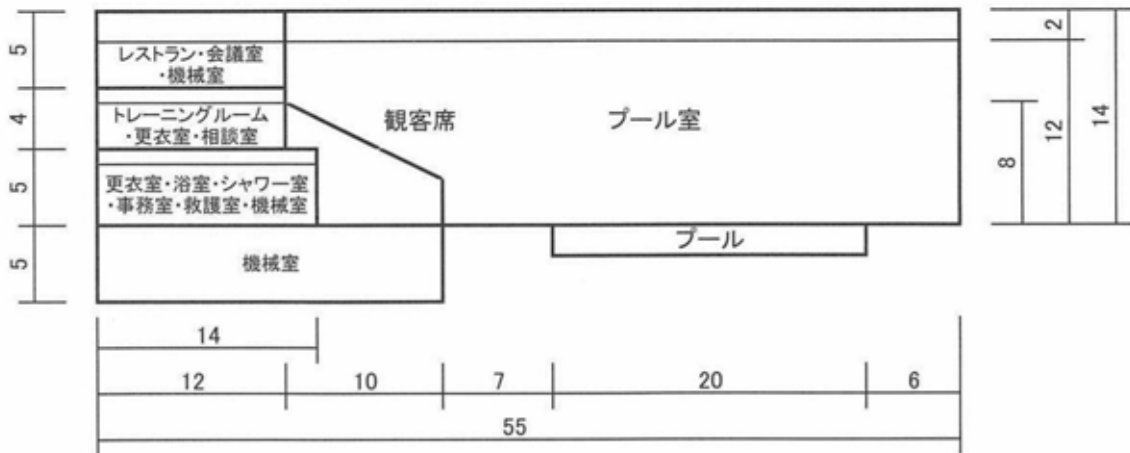 5
4
5
5
レストラン・会議室
・機械室
トレーニングルーム
・更衣室・相談室
更衣室・浴室・シャワー室
・事務室・救護室・機械室
機械室
観客席
プール室
プール
2
8
12
14
14
12
10
7
20
6
55